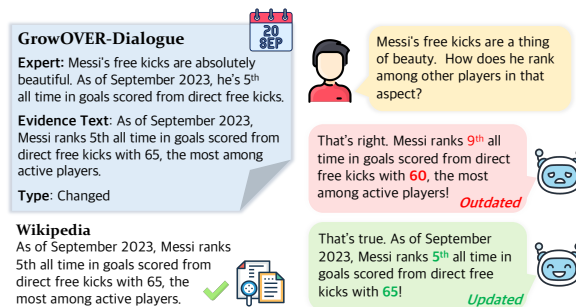 GrowOVER-Dialogue
20
SEP
Expert: Messi's free kicks are absolutely
beautiful. As of September 2023, he's 5th
all time in goals scored from direct free kicks.
Evidence Text: As of September 2023,
Messi ranks 5th all time in goals scored from
direct free kicks with 65, the most among
active players.
Type: Changed
Wikipedia
As of September 2023, Messi ranks
5th all time in goals scored from
direct free kicks with 65, the
most among active players.
Messi's free kicks are a thing
of beauty. How does he rank
among other players in that
aspect?
That's right. Messi ranks 9th all
time in goals scored from direct
free kicks with 60, the most
among active players!
Outdated
That's true. As of September
2023, Messi ranks 5th all time in
goals scored from direct free
kicks with 65!
Updated